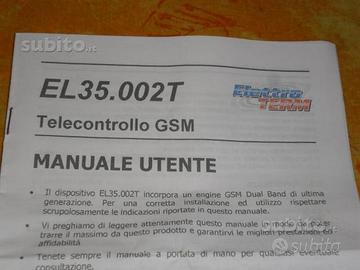 subito.it
EL35.002T
Elettro
TERM
Telecontrollo GSM
MANUALE UTENTE
• Il dispositivo EL35.002T incorpora un engine GSM Dual Band di ultima
generazione. Per una corretta installazione ed utilizzo rispettare
scrupolosamente le indicazioni riportate in questo manuale.
• Vi preghiamo di leggere attentamente questo manuale in modo da poter
trarre il massimo da questo prodotto e garantirvi le migliori prestazioni ed
affidabilità
• Tenete sempre il manuale a portata di mano per qualsiasi eventuale
consultazione.
subito.it